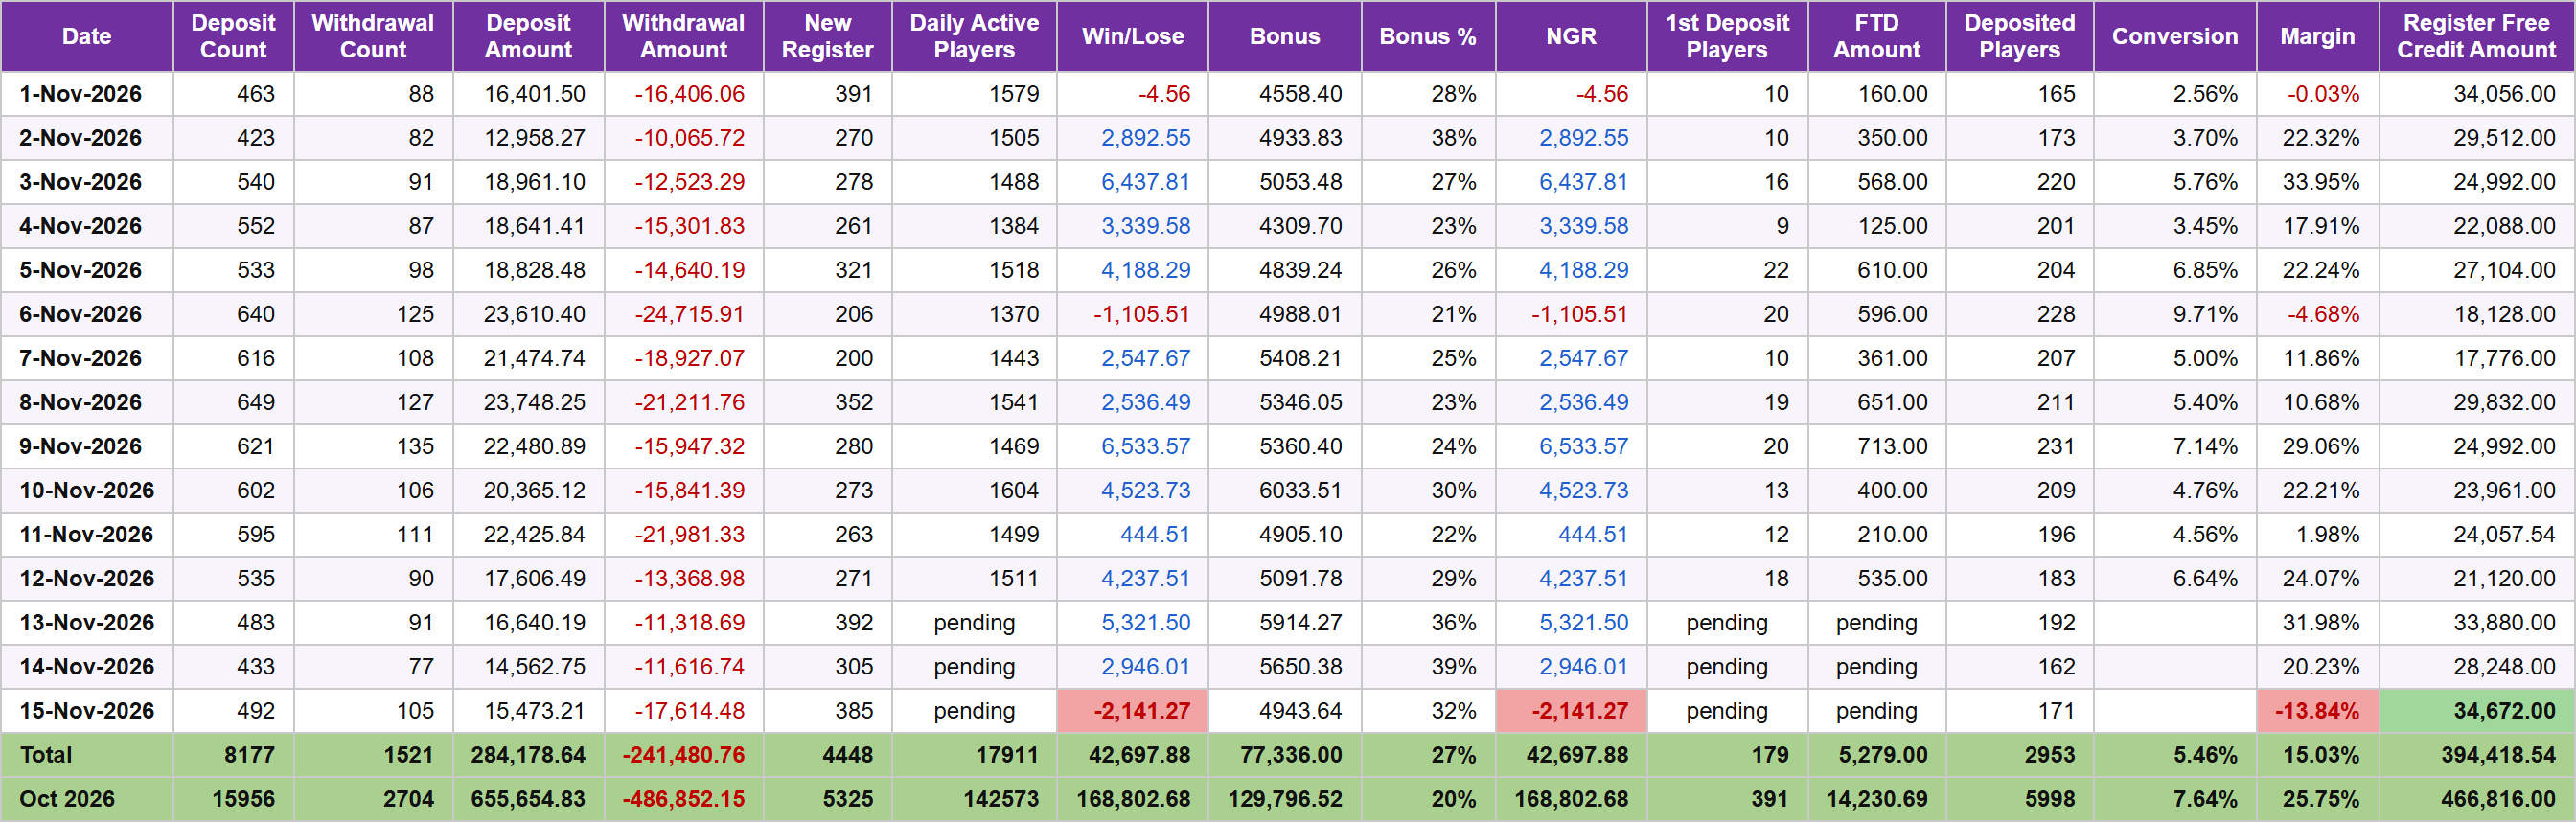 Date Deposit Count Withdrawal Count Deposit Amount Withdrawal Amount New Register Daily Active Players Win/Lose Bonus Bonus % NGR 1st Deposit Players FTD Amount Deposited Players Conversion Margin Register Free Credit Amount
1-Nov-2026 463 88 16,401.50 -16,406.06 391 1579 -4.56 4558.40 28% -4.56 10 160.00 165 2.56% -0.03% 34,056.00
2-Nov-2026 423 82 12,958.27 -10,065.72 270 1505 2,892.55 4933.83 38% 2,892.55 10 350.00 173 3.70% 22.32% 29,512.00
3-Nov-2026 540 91 18,961.10 -12,523.29 278 1488 6,437.81 5053.48 27% 6,437.81 16 568.00 220 5.76% 33.95% 24,992.00
4-Nov-2026 552 87 18,641.41 -15,301.83 261 1384 3,339.58 4309.70 23% 3,339.58 9 125.00 201 3.45% 17.91% 22,088.00
5-Nov-2026 533 98 18,828.48 -14,640.19 321 1518 4,188.29 4839.24 26% 4,188.29 22 610.00 204 6.85% 22.24% 27,104.00
6-Nov-2026 640 125 23,610.40 -24,715.91 206 1370 -1,105.51 4988.01 21% -1,105.51 20 596.00 228 9.71% -4.68% 18,128.00
7-Nov-2026 616 108 21,474.74 -18,927.07 200 1443 2,547.67 5408.21 25% 2,547.67 10 361.00 207 5.00% 11.86% 17,776.00
8-Nov-2026 649 127 23,748.25 -21,211.76 352 1541 2,536.49 5346.05 23% 2,536.49 19 651.00 211 5.40% 10.68% 29,832.00
9-Nov-2026 621 135 22,480.89 -15,947.32 280 1469 6,533.57 5360.40 24% 6,533.57 20 713.00 231 7.14% 29.06% 24,992.00
10-Nov-2026 602 106 20,365.12 -15,841.39 273 1604 4,523.73 6033.51 30% 4,523.73 13 400.00 209 4.76% 22.21% 23,961.00
11-Nov-2026 595 111 22,425.84 -21,981.33 263 1499 444.51 4905.10 22% 444.51 12 210.00 196 4.56% 1.98% 24,057.54
12-Nov-2026 535 90 17,606.49 -13,368.98 271 1511 4,237.51 5091.78 29% 4,237.51 18 535.00 183 6.64% 24.07% 21,120.00
13-Nov-2026 483 91 16,640.19 -11,318.69 392 pending 5,321.50 5914.27 36% 5,321.50 pending pending 192 31.98% 33,880.00
14-Nov-2026 433 77 14,562.75 -11,616.74 305 pending 2,946.01 5650.38 39% 2,946.01 pending pending 162 20.23% 28,248.00
15-Nov-2026 492 105 15,473.21 -17,614.48 385 pending -2,141.27 4943.64 32% -2,141.27 pending pending 171 -13.84% 34,672.00
Total 8177 1521 284,178.64 -241,480.76 4448 17911 42,697.88 77,336.00 27% 42,697.88 179 5,279.00 2953 5.46% 15.03% 394,418.54
Oct 2026 15956 2704 655,654.83 -486,852.15 5325 142573 168,802.68 129,796.52 20% 168,802.68 391 14,230.69 5998 7.64% 25.75% 466,816.00